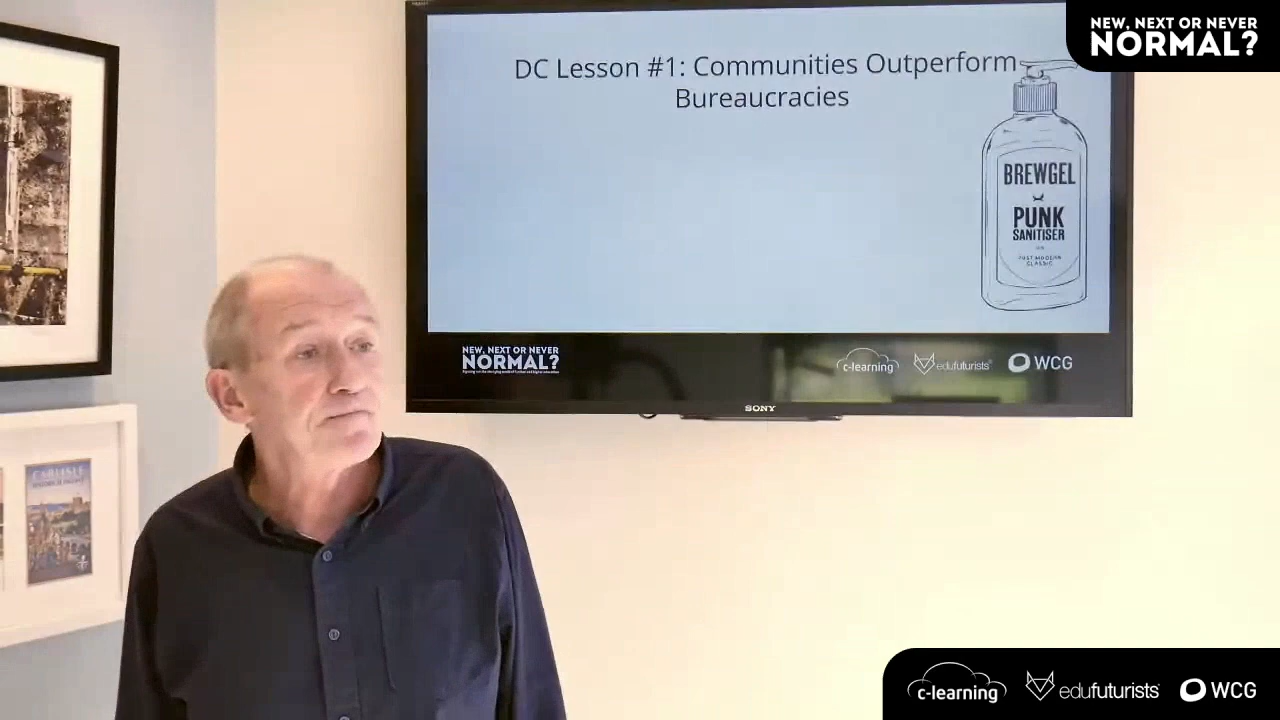 NEW, NEXT OR NEVER
NORMAL?
DC Lesson #1: Communities Outperform
Bureaucracies
BREWGEL
PUNK
SANITISER
CLASSIC
NEW, NEXT OR NEVER
NORMAL?
c-learning
edufuturists
WCG
SONY
CARLISLE
c-learning
edufuturists
WCG